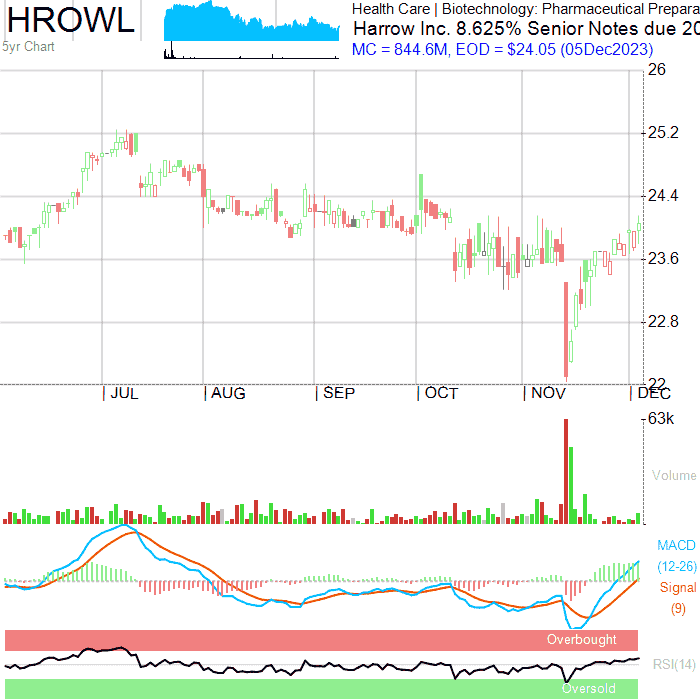 HROWL
5yr Chart
Health Care | Biotechnology: Pharmaceutical Prepara
Harrow Inc. 8.625% Senior Notes due 20
MC = 844.6M, EOD = $24.05 (05Dec2023)
26
25.2
24.4
23.6
22.8
22
JUL AUG SEP OCT NOV DEC
63k
Volume
MACD
(12-26)
Signal
(9)
Overbought
RSI(14)
Oversold